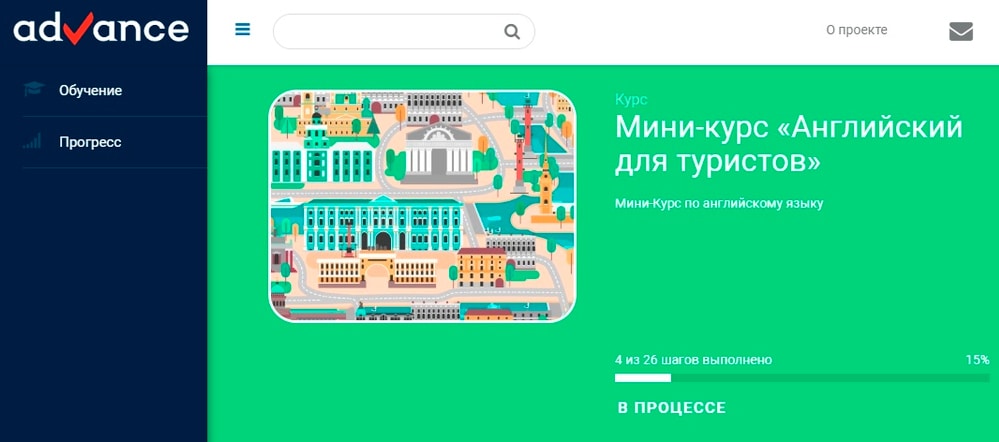 advance
О проекте
Обучение
Прогресс
Курс
Мини-курс «Английский
для туристов»
Мини-Курс по английскому языку
4 из 26 шагов выполнено
15%
В ПРОЦЕССЕ